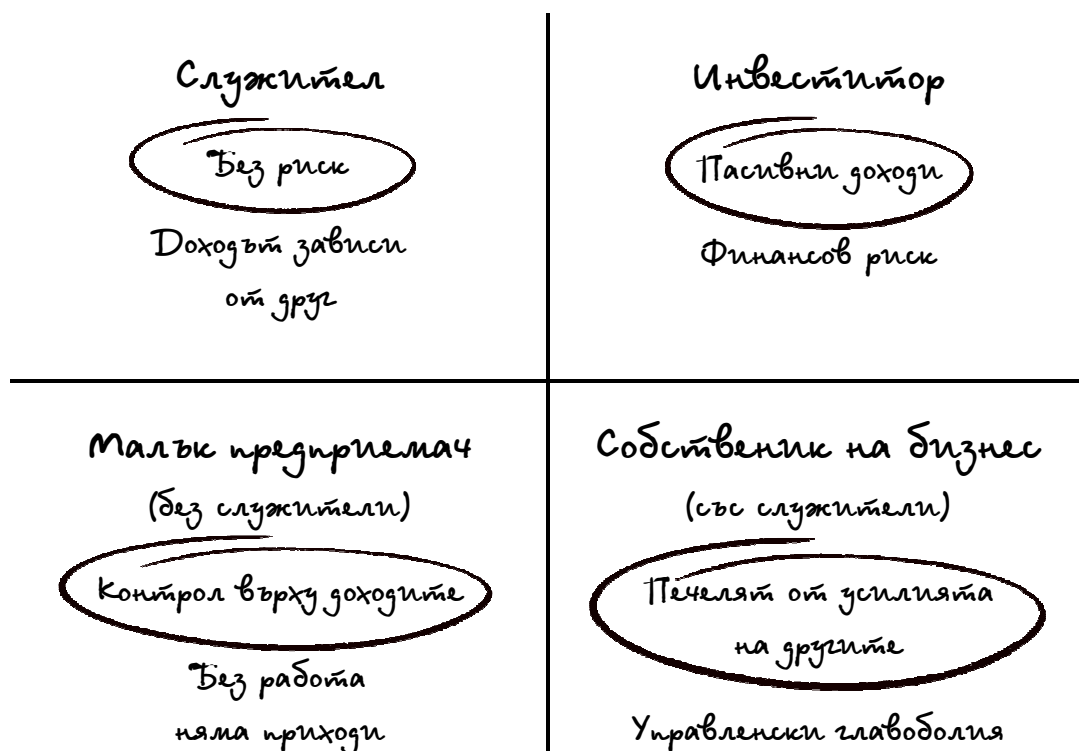 Служител
Без риск
Доходът зависи
от друг
Инвеститор
Пасивни доходи
Финансов риск
Малък предприемач
(без служители)
Контрол върху доходите
Без работа
няма приходи
Собственик на бизнес
(със служители)
Печелят от усилията
на другите
Управленски главоболия